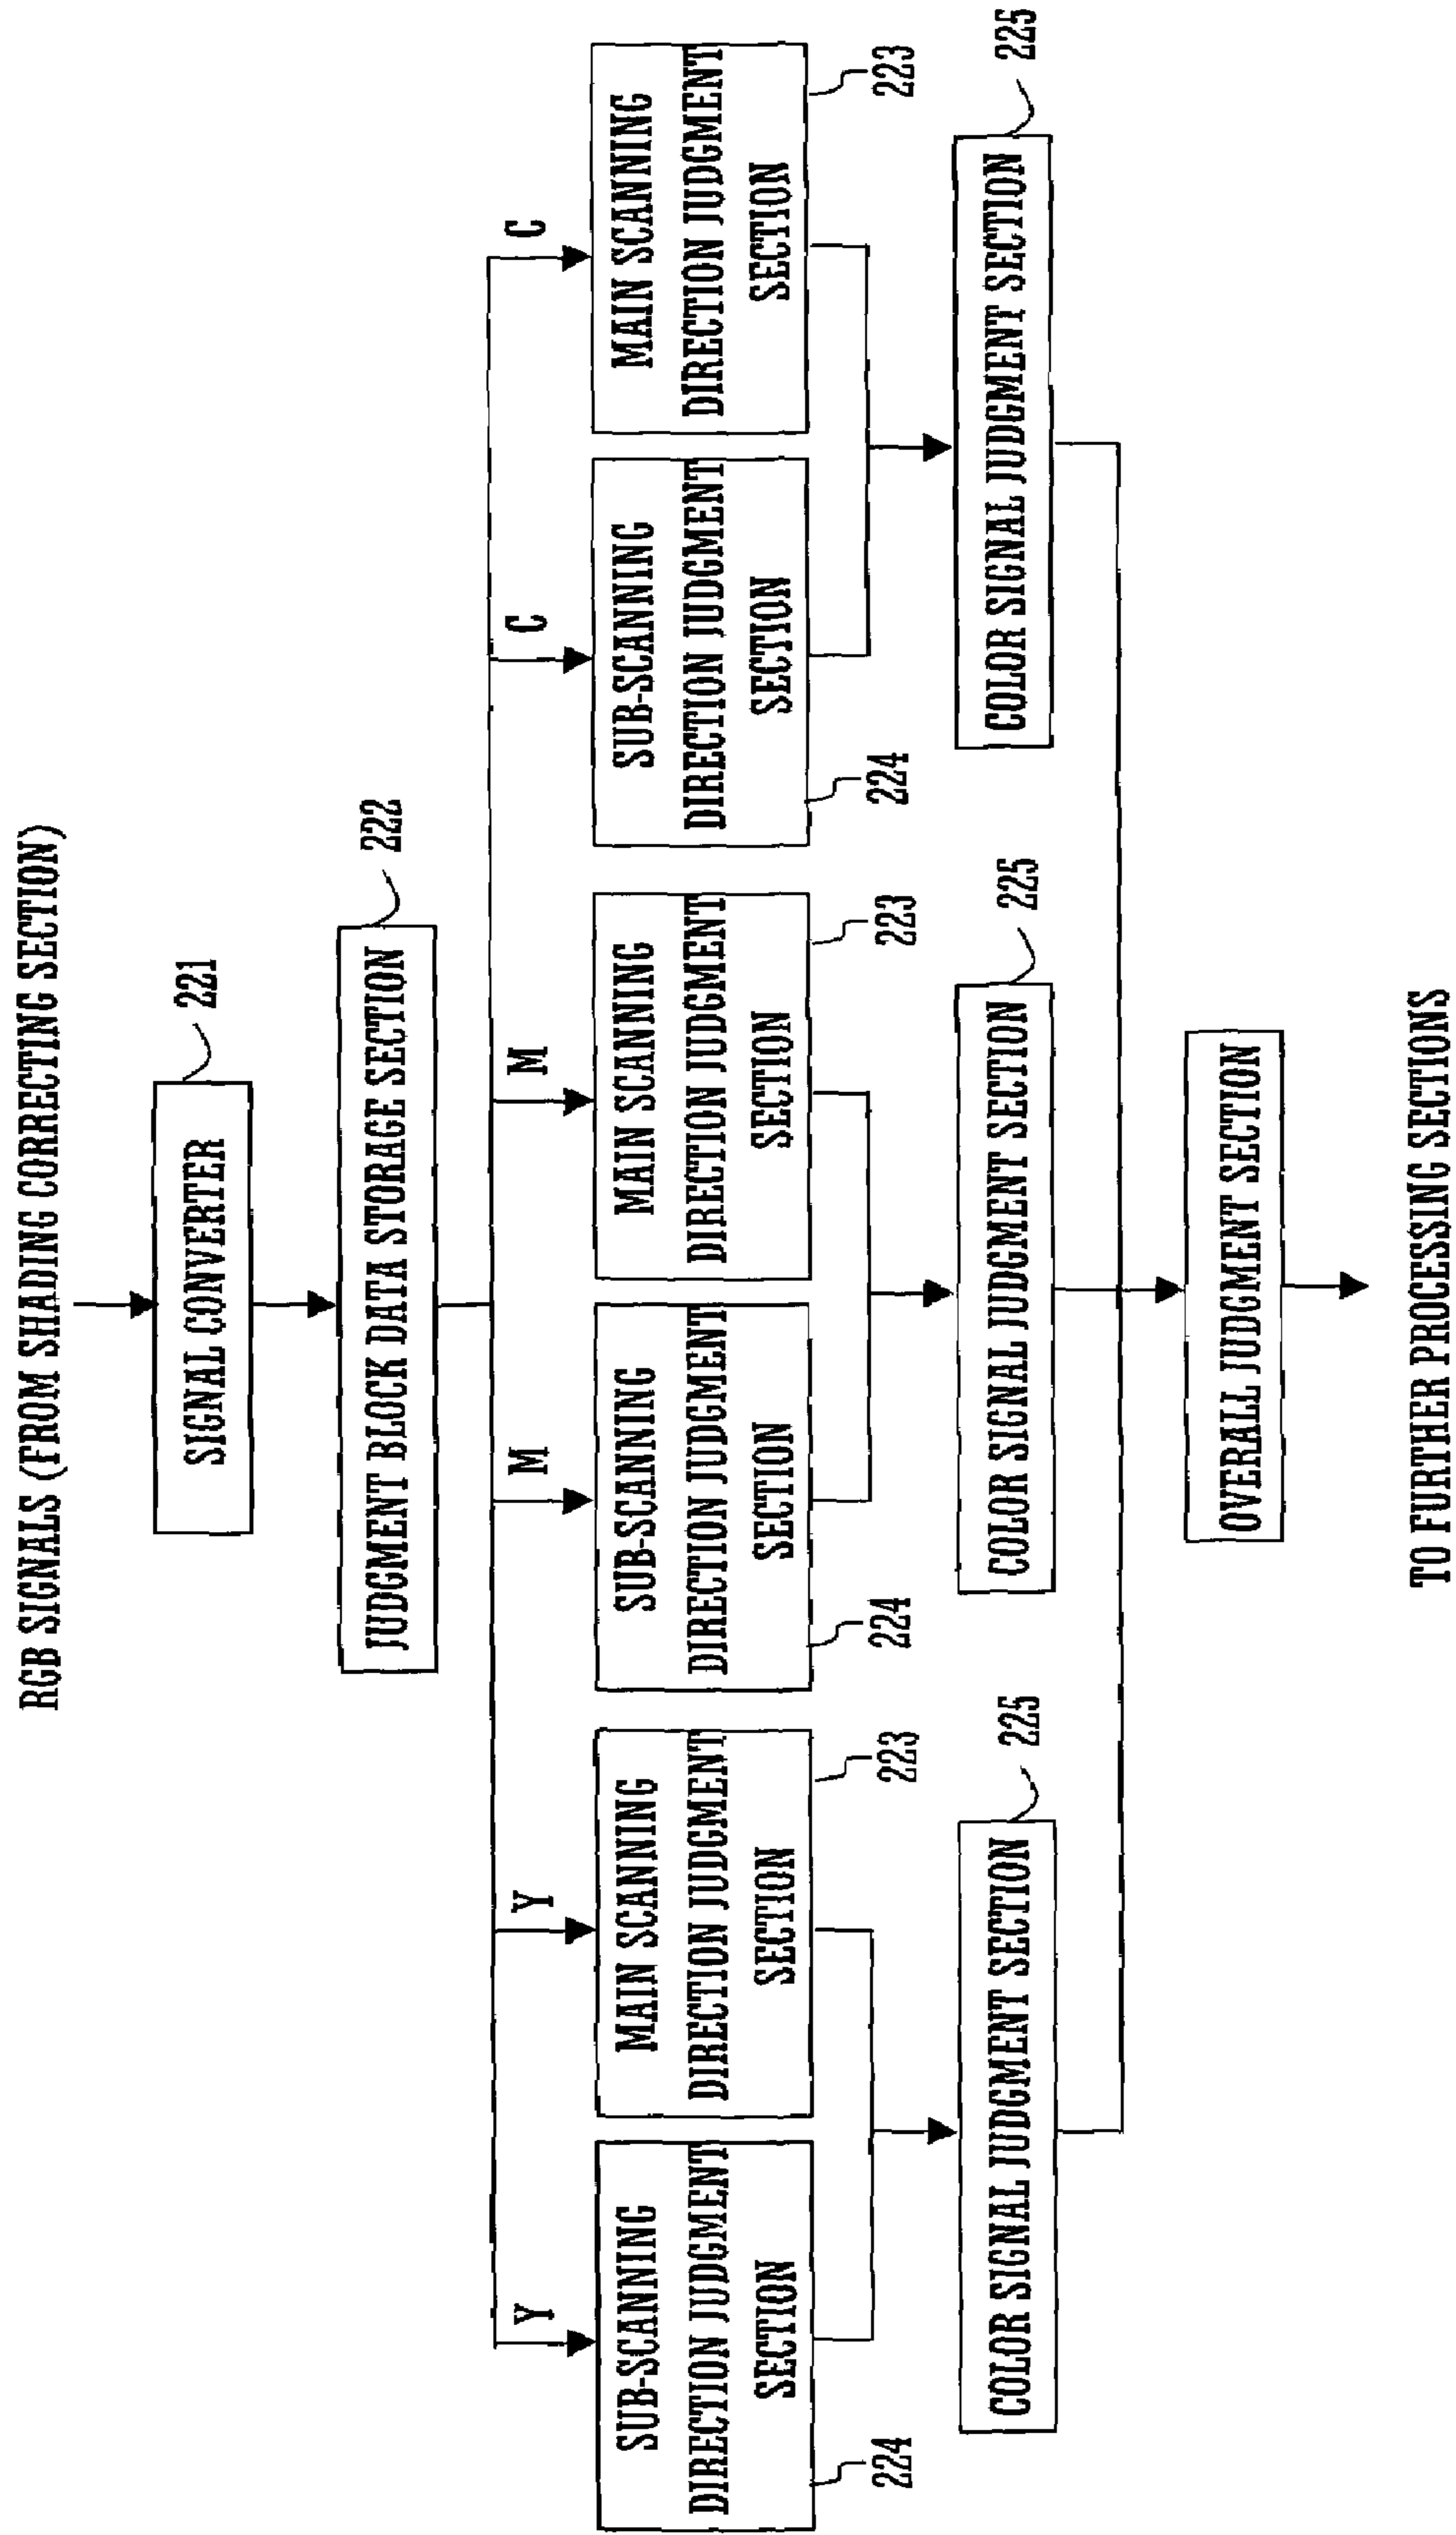 RGB SIGNALS (FROM SHADING CORRECTING SECTION)
221
SIGNAL CONVERTER
222
JUDGMENT BLOCK DATA STORAGE SECTION
Y
Y
M
M
C
C
SUB-SCANNING
DIRECTION JUDGMENT
SECTION
224
MAIN SCANNING
DIRECTION JUDGMENT
SECTION
223
SUB-SCANNING
DIRECTION JUDGMENT
SECTION
224
MAIN SCANNING
DIRECTION JUDGMENT
SECTION
223
SUB-SCANNING
DIRECTION JUDGMENT
SECTION
224
MAIN SCANNING
DIRECTION JUDGMENT
SECTION
223
225
COLOR SIGNAL JUDGMENT SECTION
225
COLOR SIGNAL JUDGMENT SECTION
225
COLOR SIGNAL JUDGMENT SECTION
OVERALL JUDGMENT SECTION
TO FURTHER PROCESSING SECTIONS